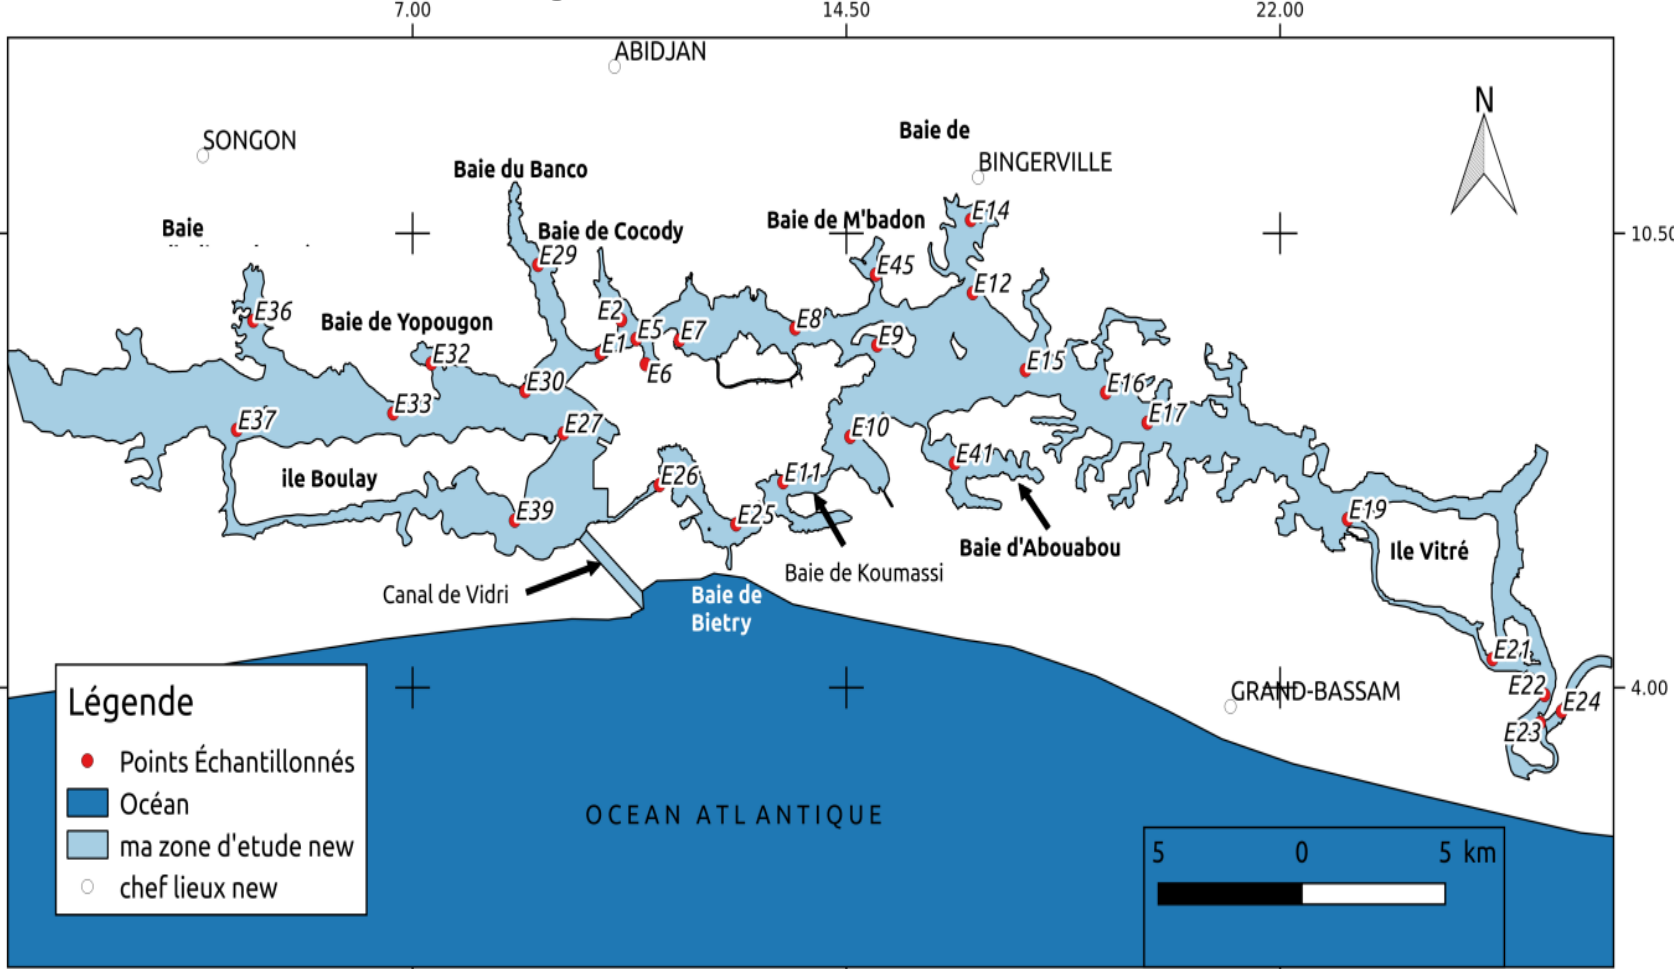 7.00
14.50
22.00
ABIDJAN
N
Baie de
SONGON
BINGERVILLE
Baie du Banco
E14
Baie de M'badon
Baie
Baie de Cocody
10.50
E29
E45
E12
E36
E2
Baie de Yopougon
E5
E7
E8
E9
E1
E32
E6
E15
E30
E16
E33
E37
E27
E17
E10
E41
ile Boulay
E26
E11
E39
E25
E19
Baie d'Abouabou
Ile Vitré
Baie de Koumassi
Canal de Vidri
Baie de
Bietry
E21
E22
GRAND-BASSAM
4.00
E24
E23
Légende
Points Échantillonnés
Océan
ma zone d'etude new
chef lieux new
OCEAN ATLANTIQUE
5 0 5 km